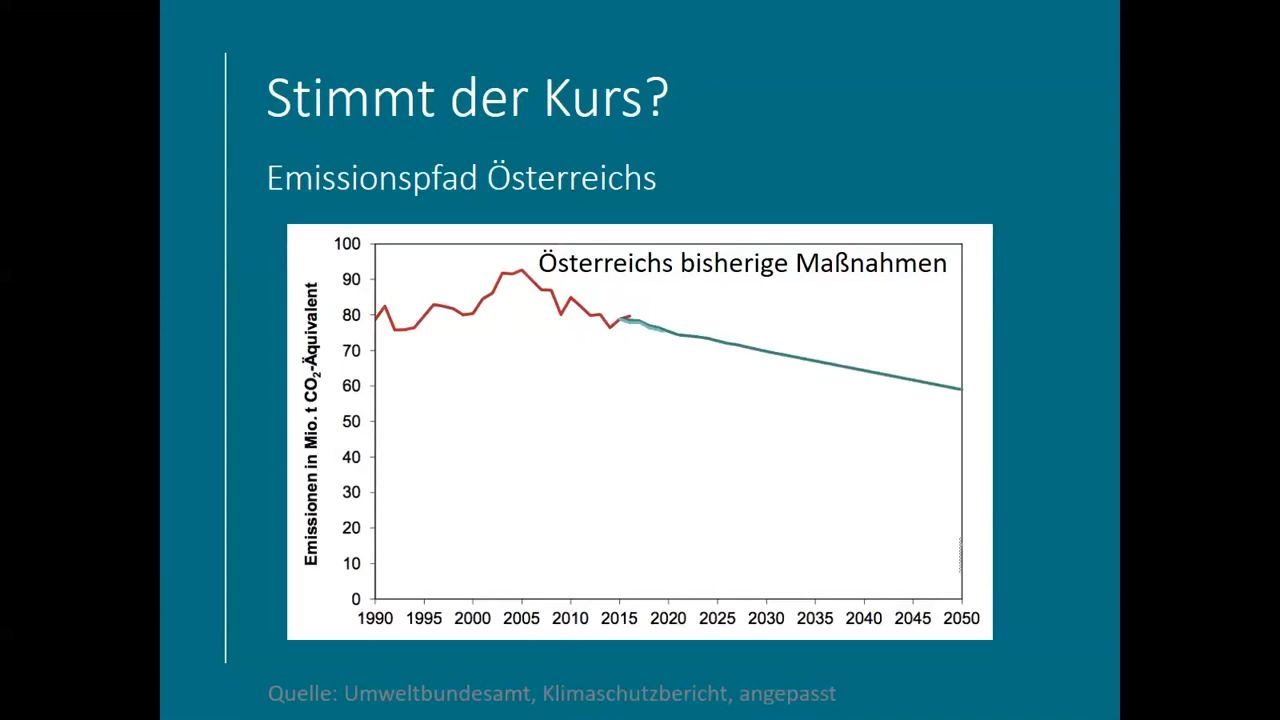 Stimmt der Kurs?
Emissionspfad Österreichs
Österreichs bisherige Maßnahmen
Emissionen in Mio. t CO₂-Äquivalent
100
90
80
70
60
50
40
30
20
10
0
1990 1995 2000 2005 2010 2015 2020 2025 2030 2035 2040 2045 2050
Quelle: Umweltbundesamt, Klimaschutzbericht, angepasst